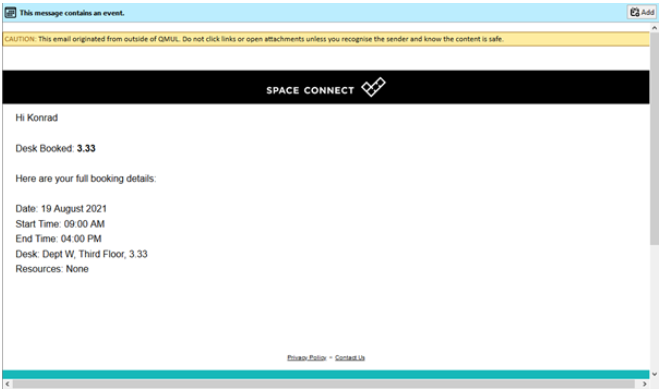 This message contains an event.
Add
CAUTION: This email originated from outside of QMUL. Do not click links or open attachments unless you recognise the sender and know the content is safe.
SPACE CONNECT
Hi Konrad
Desk Booked: 3.33
Here are your full booking details:
Date: 19 August 2021
Start Time: 09:00 AM
End Time: 04:00 PM
Desk: Dept W, Third Floor, 3.33
Resources: None
Privacy Policy - Contact Us